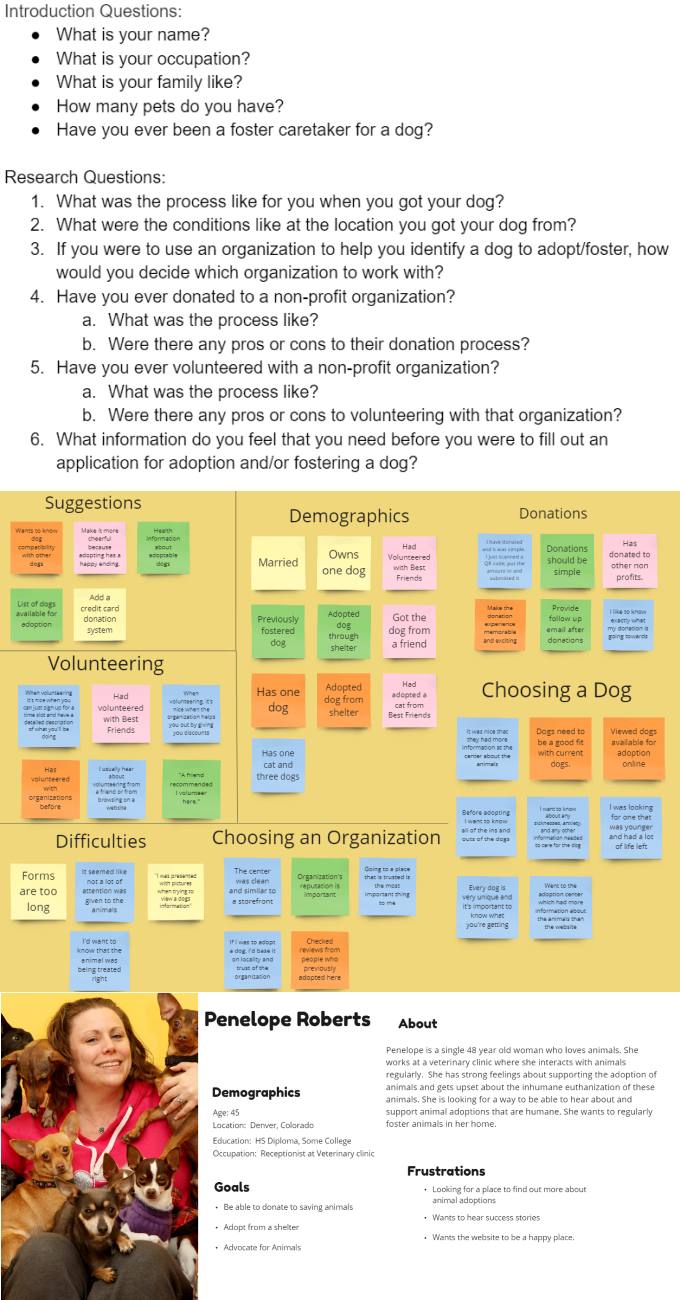 Introduction Questions:
● What is your name?
● What is your occupation?
● What is your family like?
● How many pets do you have?
● Have you ever been a foster caretaker for a dog?
Research Questions:
1. What was the process like for you when you got your dog?
2. What were the conditions like at the location you got your dog from?
3. If you were to use an organization to help you identify a dog to adopt/foster, how
would you decide which organization to work with?
4. Have you ever donated to a non-profit organization?
a. What was the process like?
b. Were there any pros or cons to their donation process?
5. Have you ever volunteered with a non-profit organization?
a. What was the process like?
b. Were there any pros or cons to volunteering with that organization?
6. What information do you feel that you need before you were to fill out an
application for adoption and/or fostering a dog?
Suggestions
Wants to know
dog
compatibility
with other
dogs
Make it more
cheerful
because
adopting has a
happy ending.
Health
information
about
adoptable
dogs
List of dogs
available for
adoption
Add a
credit card
donation
system
Volunteering
When volunteering
it's nice when you
can just sign up for a
time slot and have a
detailed description
of what you'll be
doing
Had
volunteered
with Best
Friends
When
volunteering, it's
nice when the
organization helps
you out by giving
you discounts
Has
volunteered
with
organizations
before
I usually hear
about
volunteering from
a friend or from
browsing on a
website
"A friend
recommended
I volunteer
here."
Demographics
Married
Owns
one dog
Had
Volunteered
with Best
Friends
Previously
fostered
dog
Adopted
dog
through
shelter
Got the
dog from
a friend
Has one
dog
Adopted
dog from
shelter
Had
adopted a
cat from
Best Friends
Has one
cat and
three dogs
Donations
I have donated
and it was simple.
I just scanned a
QR code, put the
amount in and
submitted it
Donations
should be
simple
Has
donated to
other non
profits.
Make the
donation
experience
memorable
and exciting
Provide
follow up
email after
donations
I like to know
exactly what
my donation is
going towards
Choosing a Dog
It was nice that
they had more
information at the
center about the
animals
Dogs need to
be a good fit
with current
dogs.
Viewed dogs
available for
adoption
online
Before adopting
I want to know
all of the ins and
outs of the dogs
I want to know
about any
sicknesses, anxiety,
and any other
information needed
to care for the dog
I was looking
for one that
was younger
and had a lot
of life left
Every dog is
very unique and
it's important to
know what
you're getting
Went to the
adoption center
which had more
information about
the animals than
the website
Difficulties
Forms
are too
long
It seemed like
not a lot of
attention was
given to the
animals
"I was presented
with pictures
when trying to
view a dogs
information"
I'd want to
know that the
animal was
being treated
right
Choosing an Organization
The center
was clean
and similar to
a storefront
Organization's
reputation is
important
Going to a place
that is trusted is
the most
important thing
to me
If I was to adopt
a dog, I'd base it
on locality and
trust of the
organization
Checked
reviews from
people who
previously
adopted here
Penelope Roberts
Demographics
Age: 45
Location: Denver, Colorado
Education: HS Diploma, Some College
Occupation: Receptionist at Veterinary clinic
Goals
• Be able to donate to saving animals
• Adopt from a shelter
• Advocate for Animals
About
Penelope is a single 48 year old woman who loves animals. She
works at a veterinary clinic where she interacts with animals
regularly. She has strong feelings about supporting the adoption of
animals and gets upset about the inhumane euthanization of these
animals. She is looking for a way to be able to hear about and
support animal adoptions that are humane. She wants to regularly
foster animals in her home.
Frustrations
• Looking for a place to find out more about
animal adoptions
• Wants to hear success stories
• Wants the website to be a happy place.